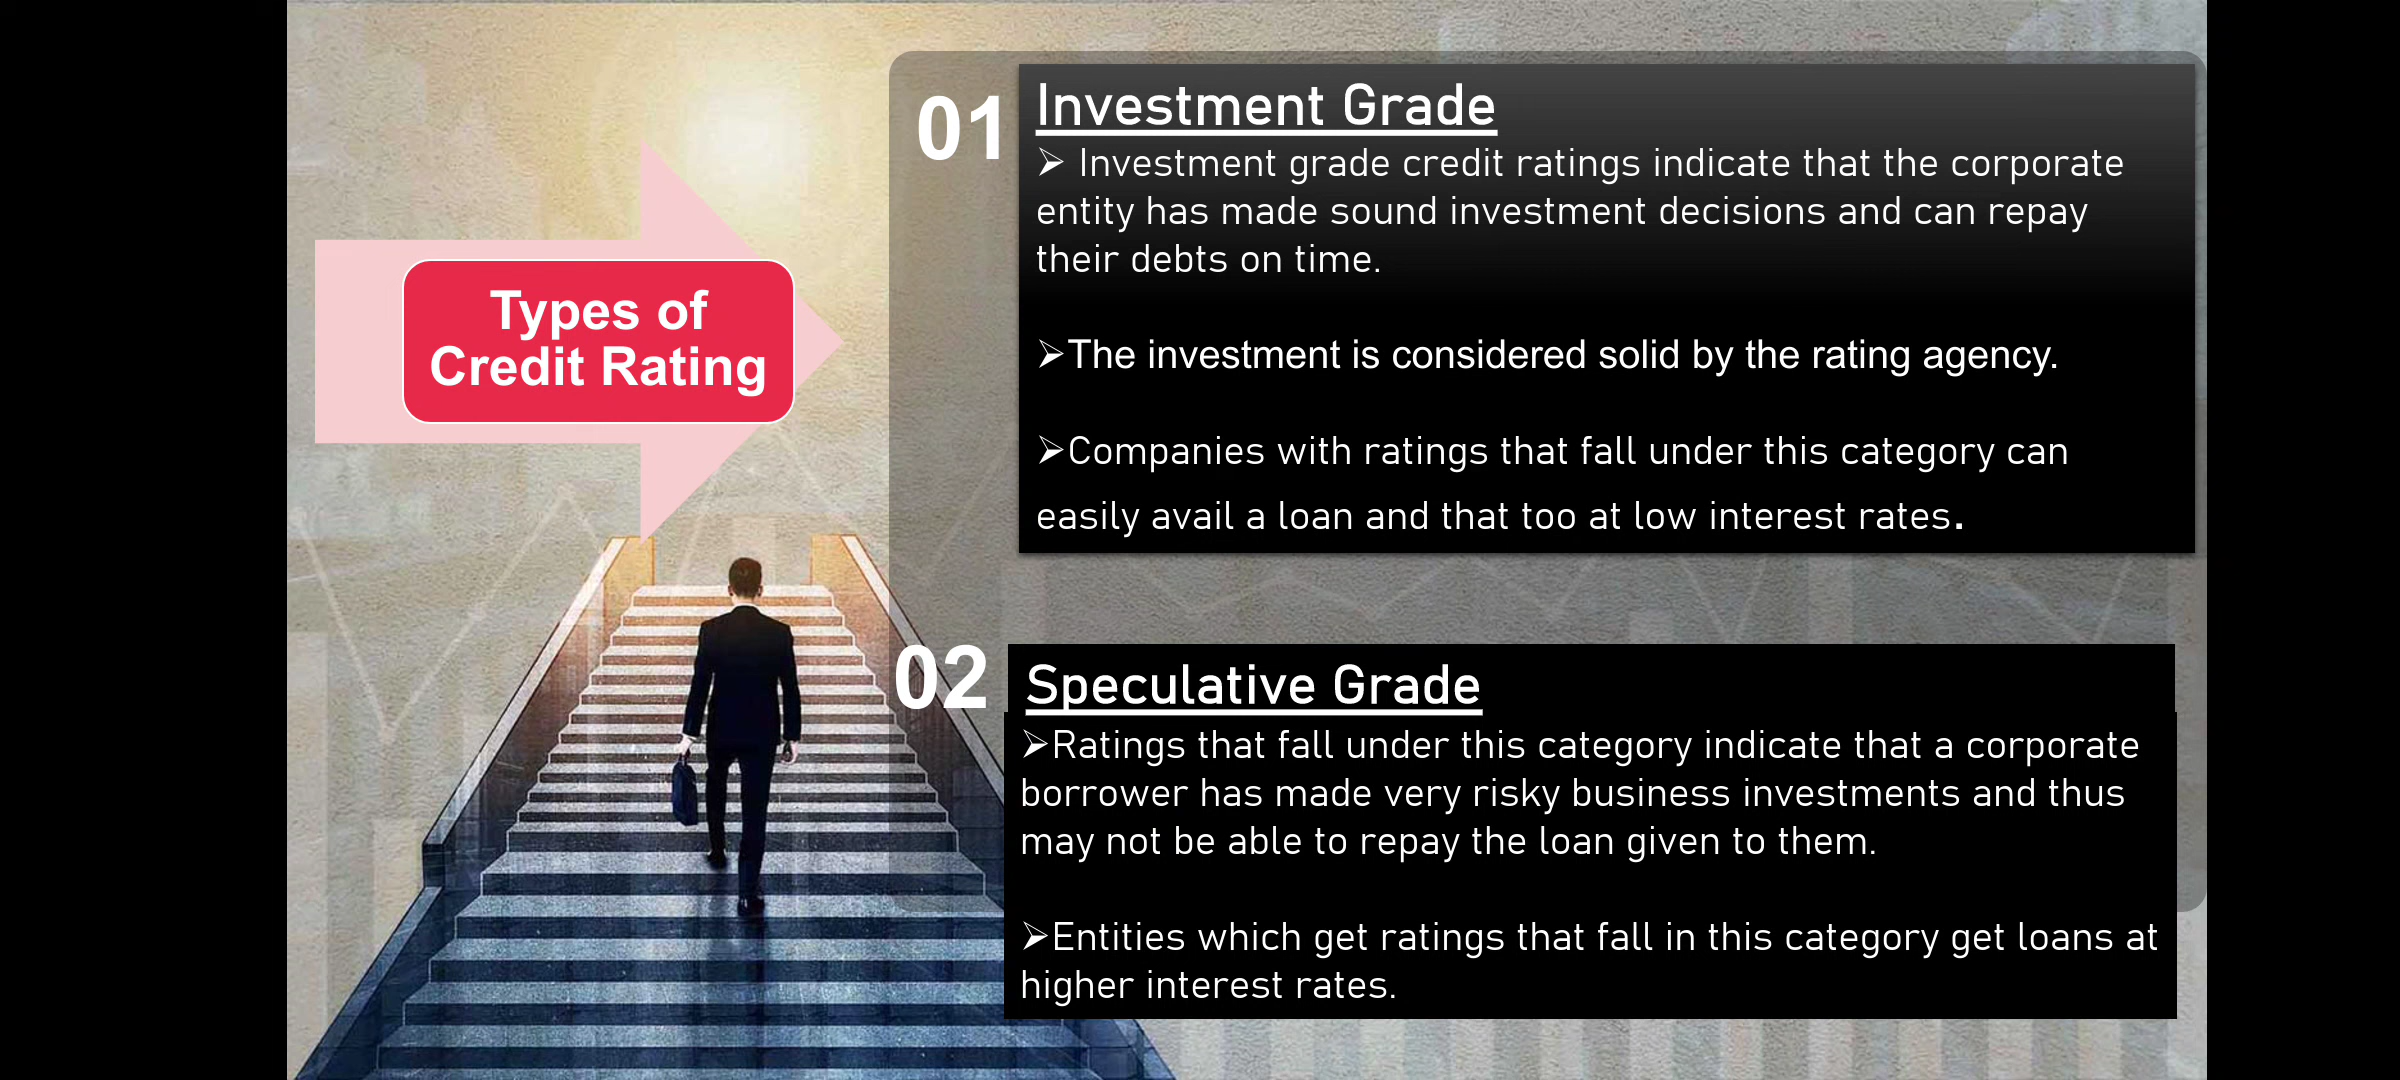 Types of
Credit Rating
01
Investment Grade
➢ Investment grade credit ratings indicate that the corporate
entity has made sound investment decisions and can repay
their debts on time.
➢The investment is considered solid by the rating agency.
➢Companies with ratings that fall under this category can
easily avail a loan and that too at low interest rates.
02
Speculative Grade
➢Ratings that fall under this category indicate that a corporate
borrower has made very risky business investments and thus
may not be able to repay the loan given to them.
➢Entities which get ratings that fall in this category get loans at
higher interest rates.